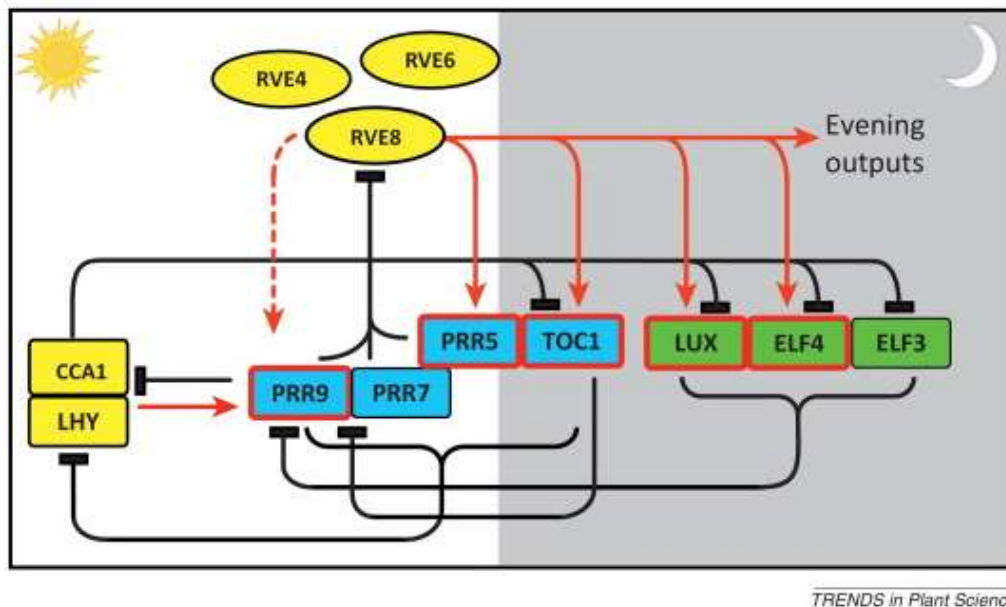 RVE4
RVE6
RVE8
Evening
outputs
PRR5
TOC1
LUX
ELF4
ELF3
CCA1
LHY
PRR9
PRR7
TRENDS in Plant Science